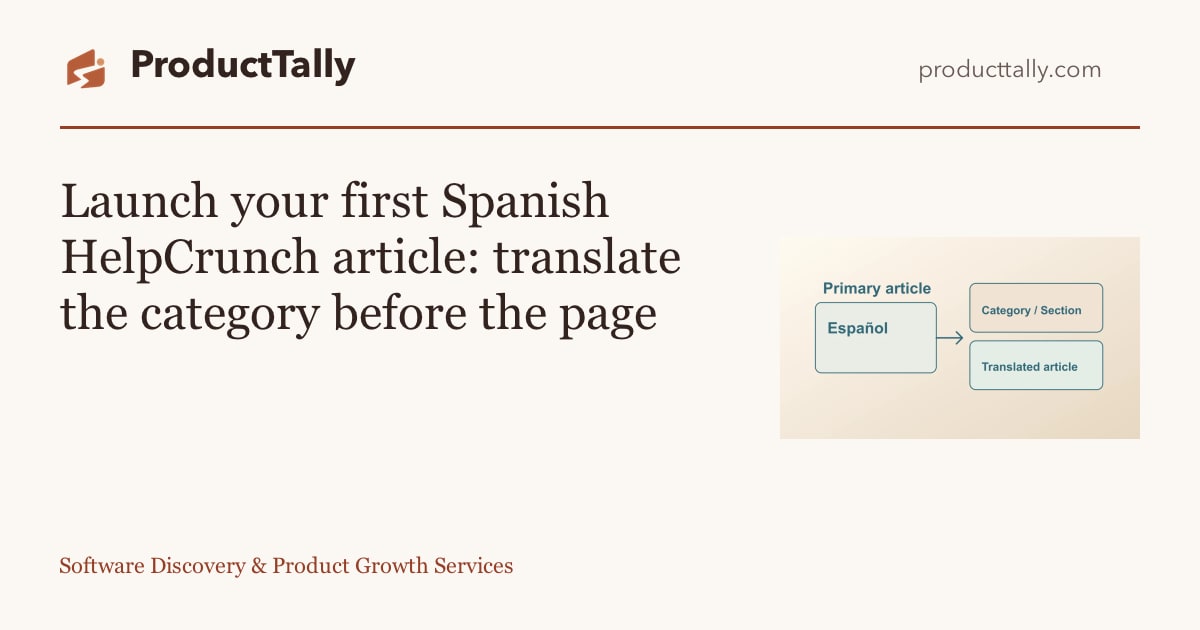 ProductTally
producttally.com
Launch your first Spanish
HelpCrunch article: translate
the category before the page
Primary article
Español
Category / Section
Translated article
Software Discovery & Product Growth Services